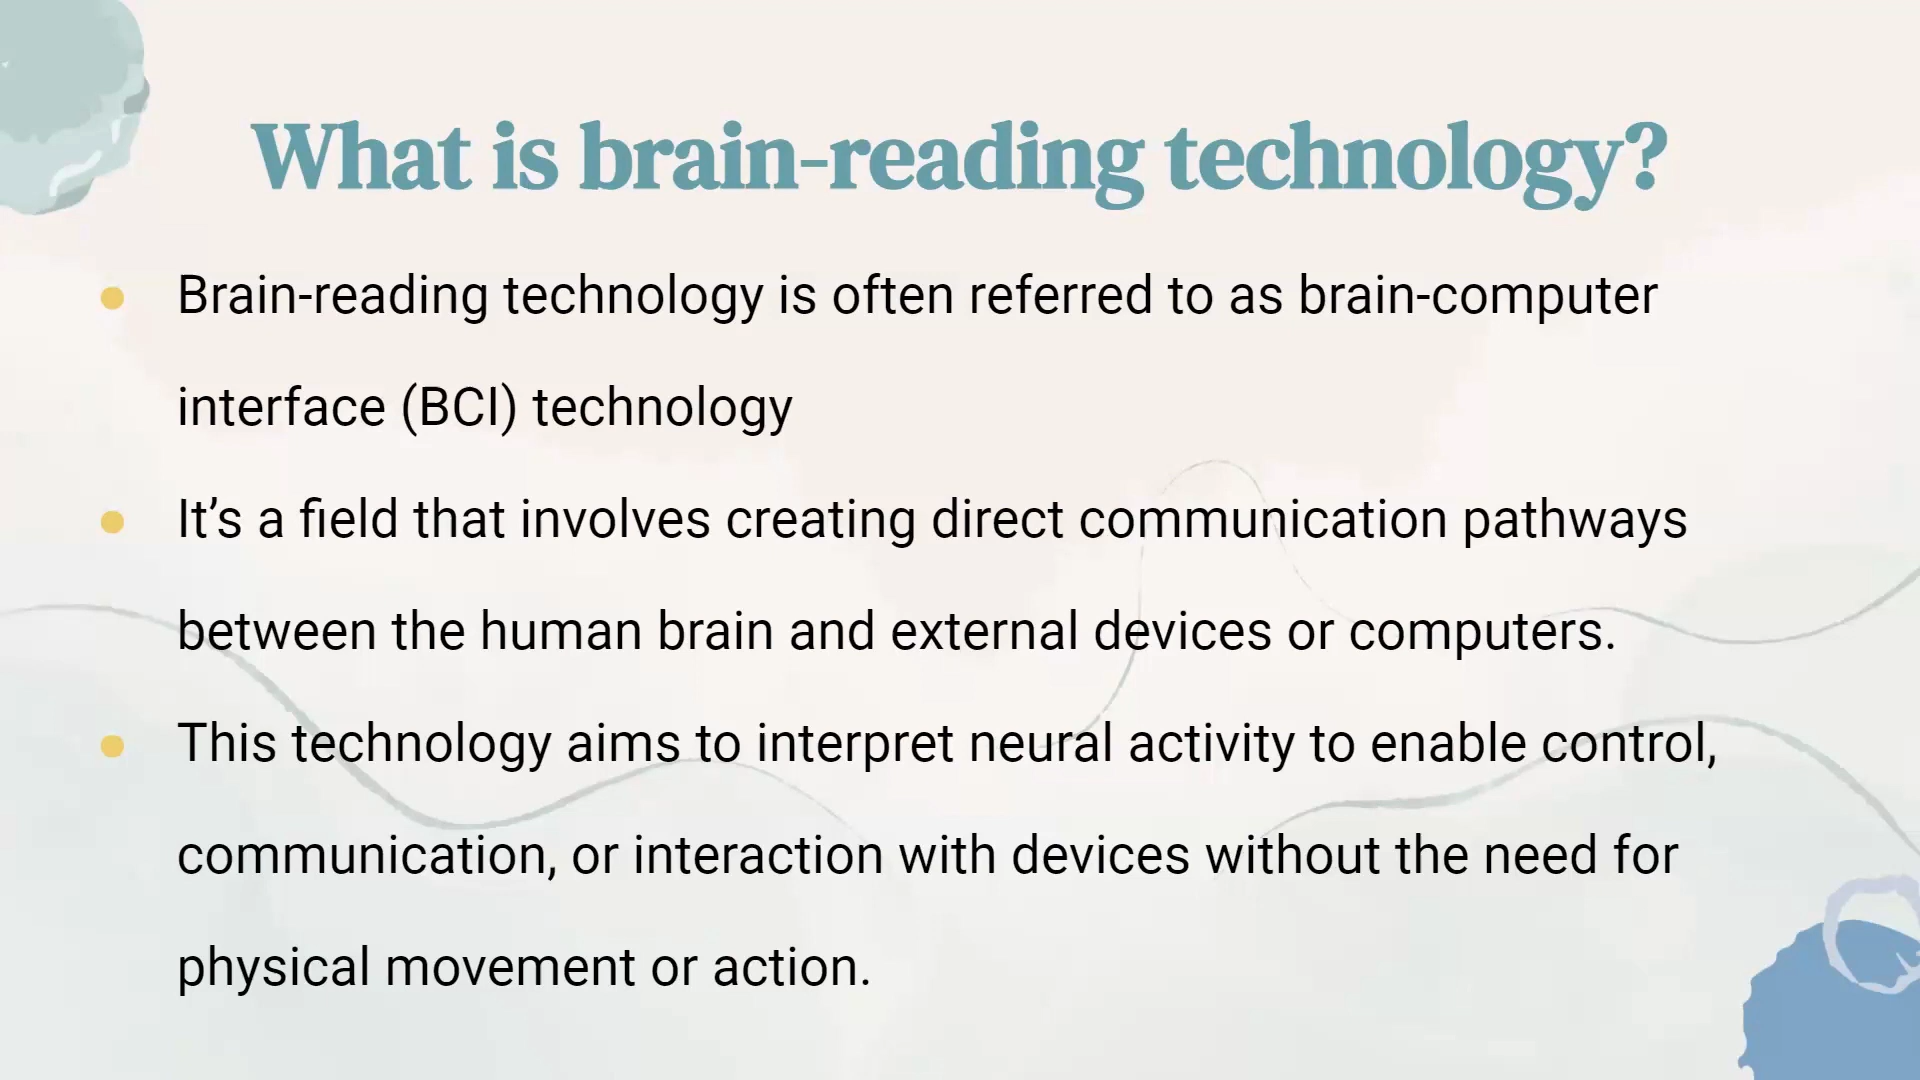 What is brain-reading technology?
Brain-reading technology is often referred to as brain-computer
interface (BCI) technology
It’s a field that involves creating direct communication pathways
between the human brain and external devices or computers.
This technology aims to interpret neural activity to enable control,
communication, or interaction with devices without the need for
physical movement or action.